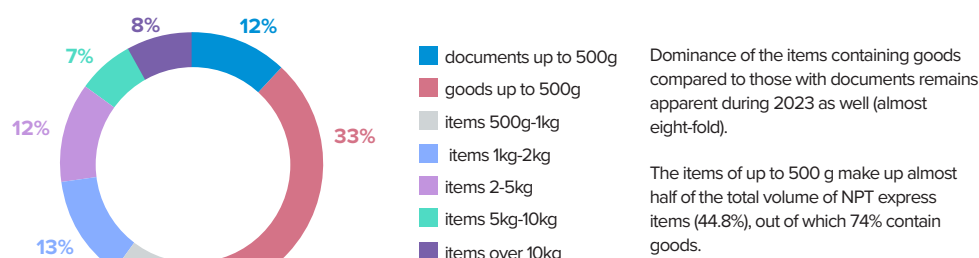 8%
12%
7%
12%
33%
13%
documents up to 500g
goods up to 500g
items 500g-1kg
items 1kg-2kg
items 2-5kg
items 5kg-10kg
items over 10kg
Dominance of the items containing goods
compared to those with documents remains
apparent during 2023 as well (almost
eight-fold).
The items of up to 500 g make up almost
half of the total volume of NPT express
items (44.8%), out of which 74% contain
goods.